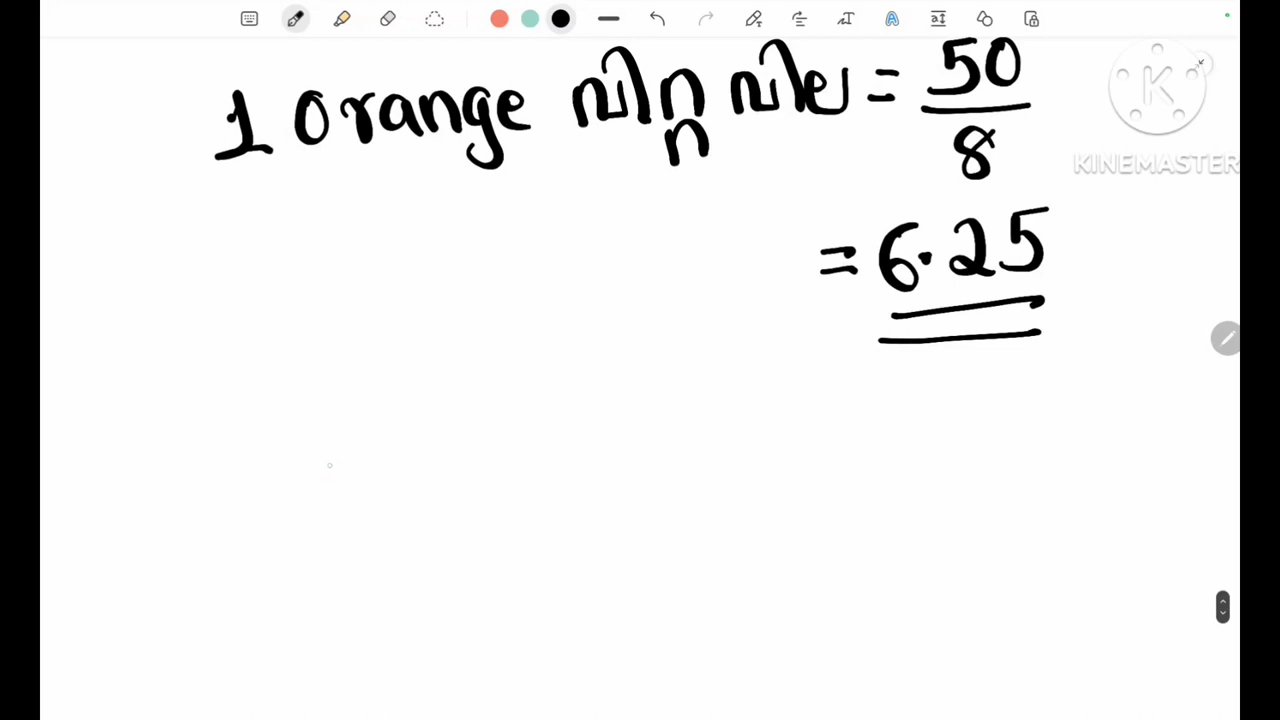 1 orange ന്റെ വില = 50/8
= 6.25
K
KINEMASTER